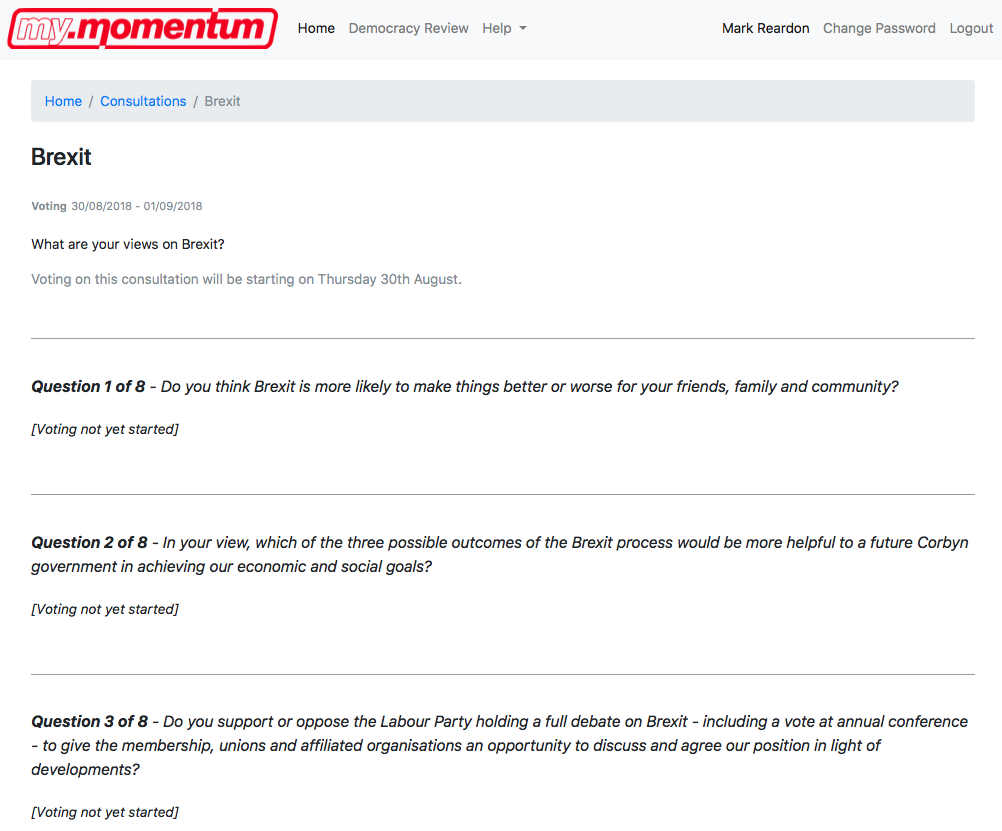 my.momentum
Home Democracy Review Help
Mark Reardon Change Password Logout
Home / Consultations / Brexit
Brexit
Voting 30/08/2018 - 01/09/2018
What are your views on Brexit?
Voting on this consultation will be starting on Thursday 30th August.
Question 1 of 8 - Do you think Brexit is more likely to make things better or worse for your friends, family and community?
[Voting not yet started]
Question 2 of 8 - In your view, which of the three possible outcomes of the Brexit process would be more helpful to a future Corbyn
government in achieving our economic and social goals?
[Voting not yet started]
Question 3 of 8 - Do you support or oppose the Labour Party holding a full debate on Brexit - including a vote at annual conference
- to give the membership, unions and affiliated organisations an opportunity to discuss and agree our position in light of
developments?
[Voting not yet started]